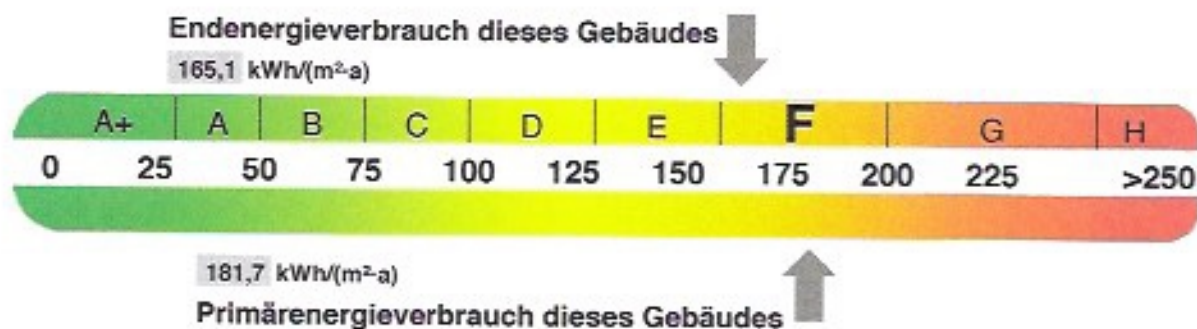 Endenergieverbrauch dieses Gebäudes
165,1 kWh/(m²·a)
A+ A B C D E F G H
0 25 50 75 100 125 150 175 200 225 >250
181,7 kWh/(m²·a)
Primärenergieverbrauch dieses Gebäudes